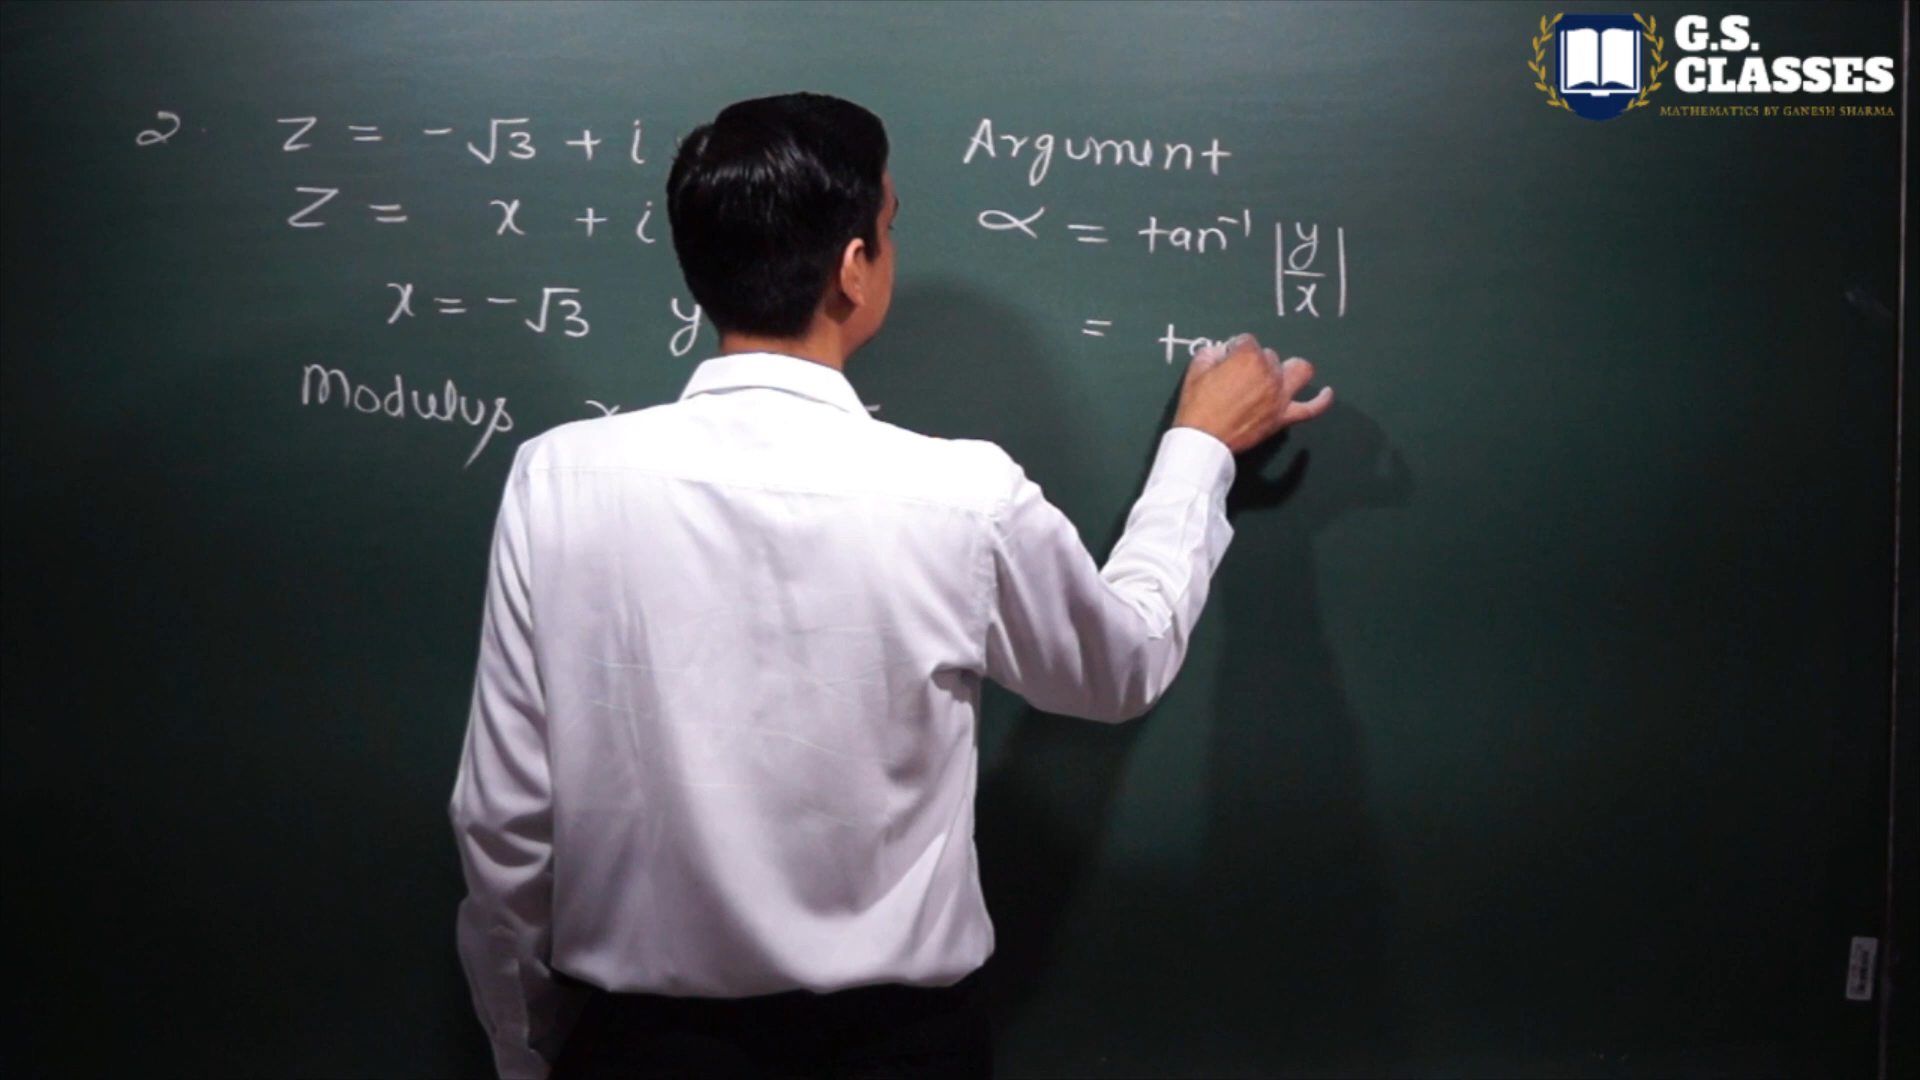 2. Z = -√3 + i
Z = x + i
x = -√3 y
Modulus
Argument
α = tan⁻¹ |y/x|
=
G.S.
CLASSES
MATHEMATICS BY GANESH SHARMA